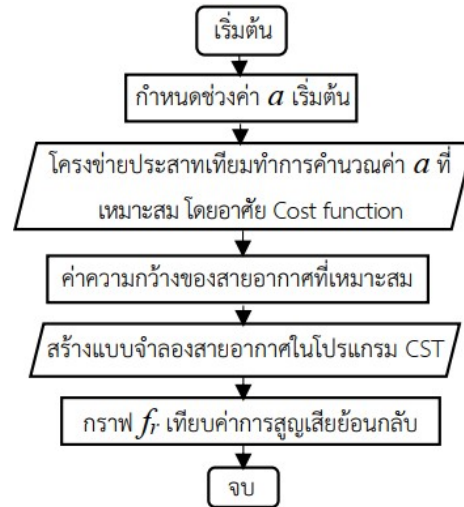 เริ่มต้น
กำหนดช่วงค่า a เริ่มต้น
โครงข่ายประสาทเทียมทำการคำนวณค่า a ที่
เหมาะสม โดยอาศัย Cost function
ค่าความกว้างของสายอากาศที่เหมาะสม
สร้างแบบจำลองสายอากาศในโปรแกรม CST
กราฟ fr เทียบค่าการสูญเสียย้อนกลับ
จบ